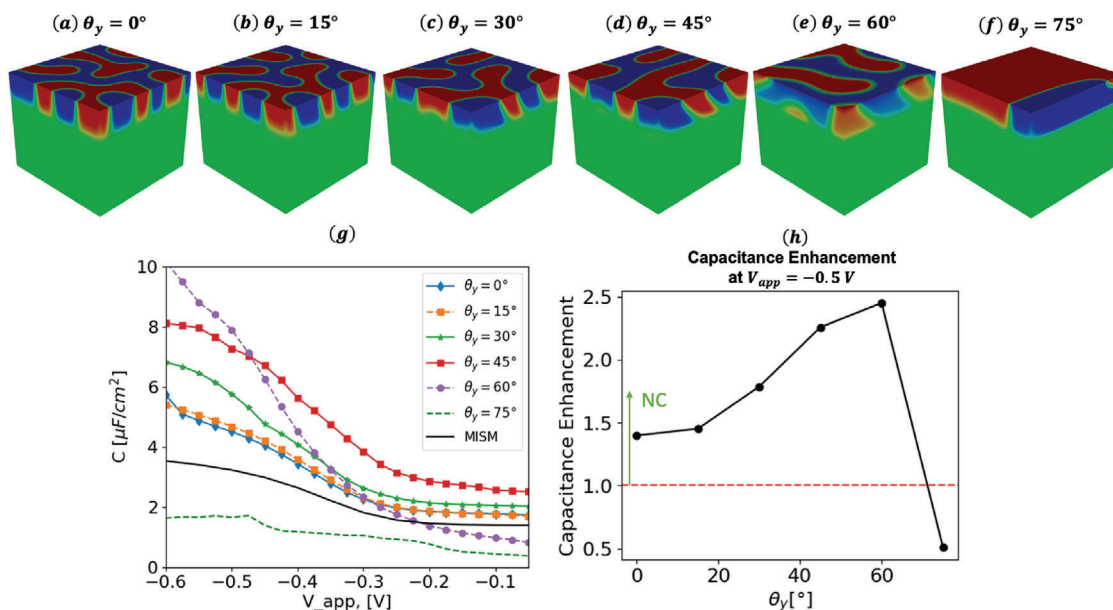 (a) θy = 0°
(b) θy = 15°
(c) θy = 30°
(d) θy = 45°
(e) θy = 60°
(f) θy = 75°
(g)
10
8
6
4
2
0
C [μF/cm²]
−0.6
−0.5
−0.4
−0.3
−0.2
−0.1
V_app, [V]
θy = 0°
θy = 15°
θy = 30°
θy = 45°
θy = 60°
θy = 75°
MISM
(h)
Capacitance Enhancement
at Vapp = −0.5 V
2.5
2.0
1.5
1.0
0.5
Capacitance Enhancement
NC
0
20
40
60
θy[°]